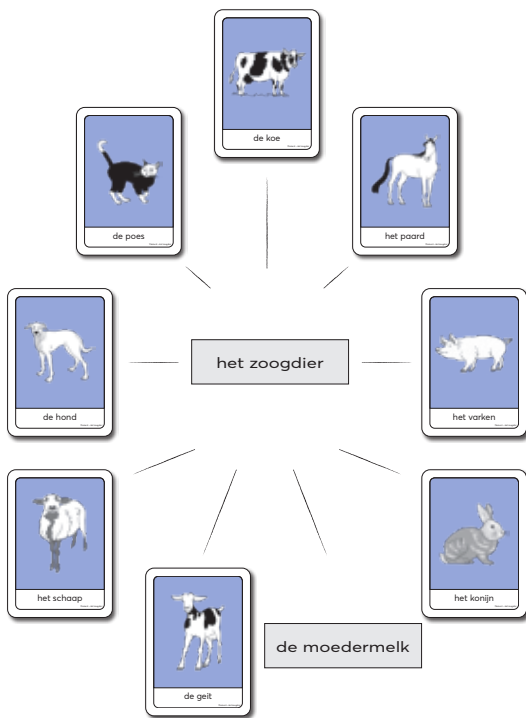 de koe
de poes
het paard
het zoogdier
de hond
het varken
het schaap
het konijn
de moedermelk
de geit